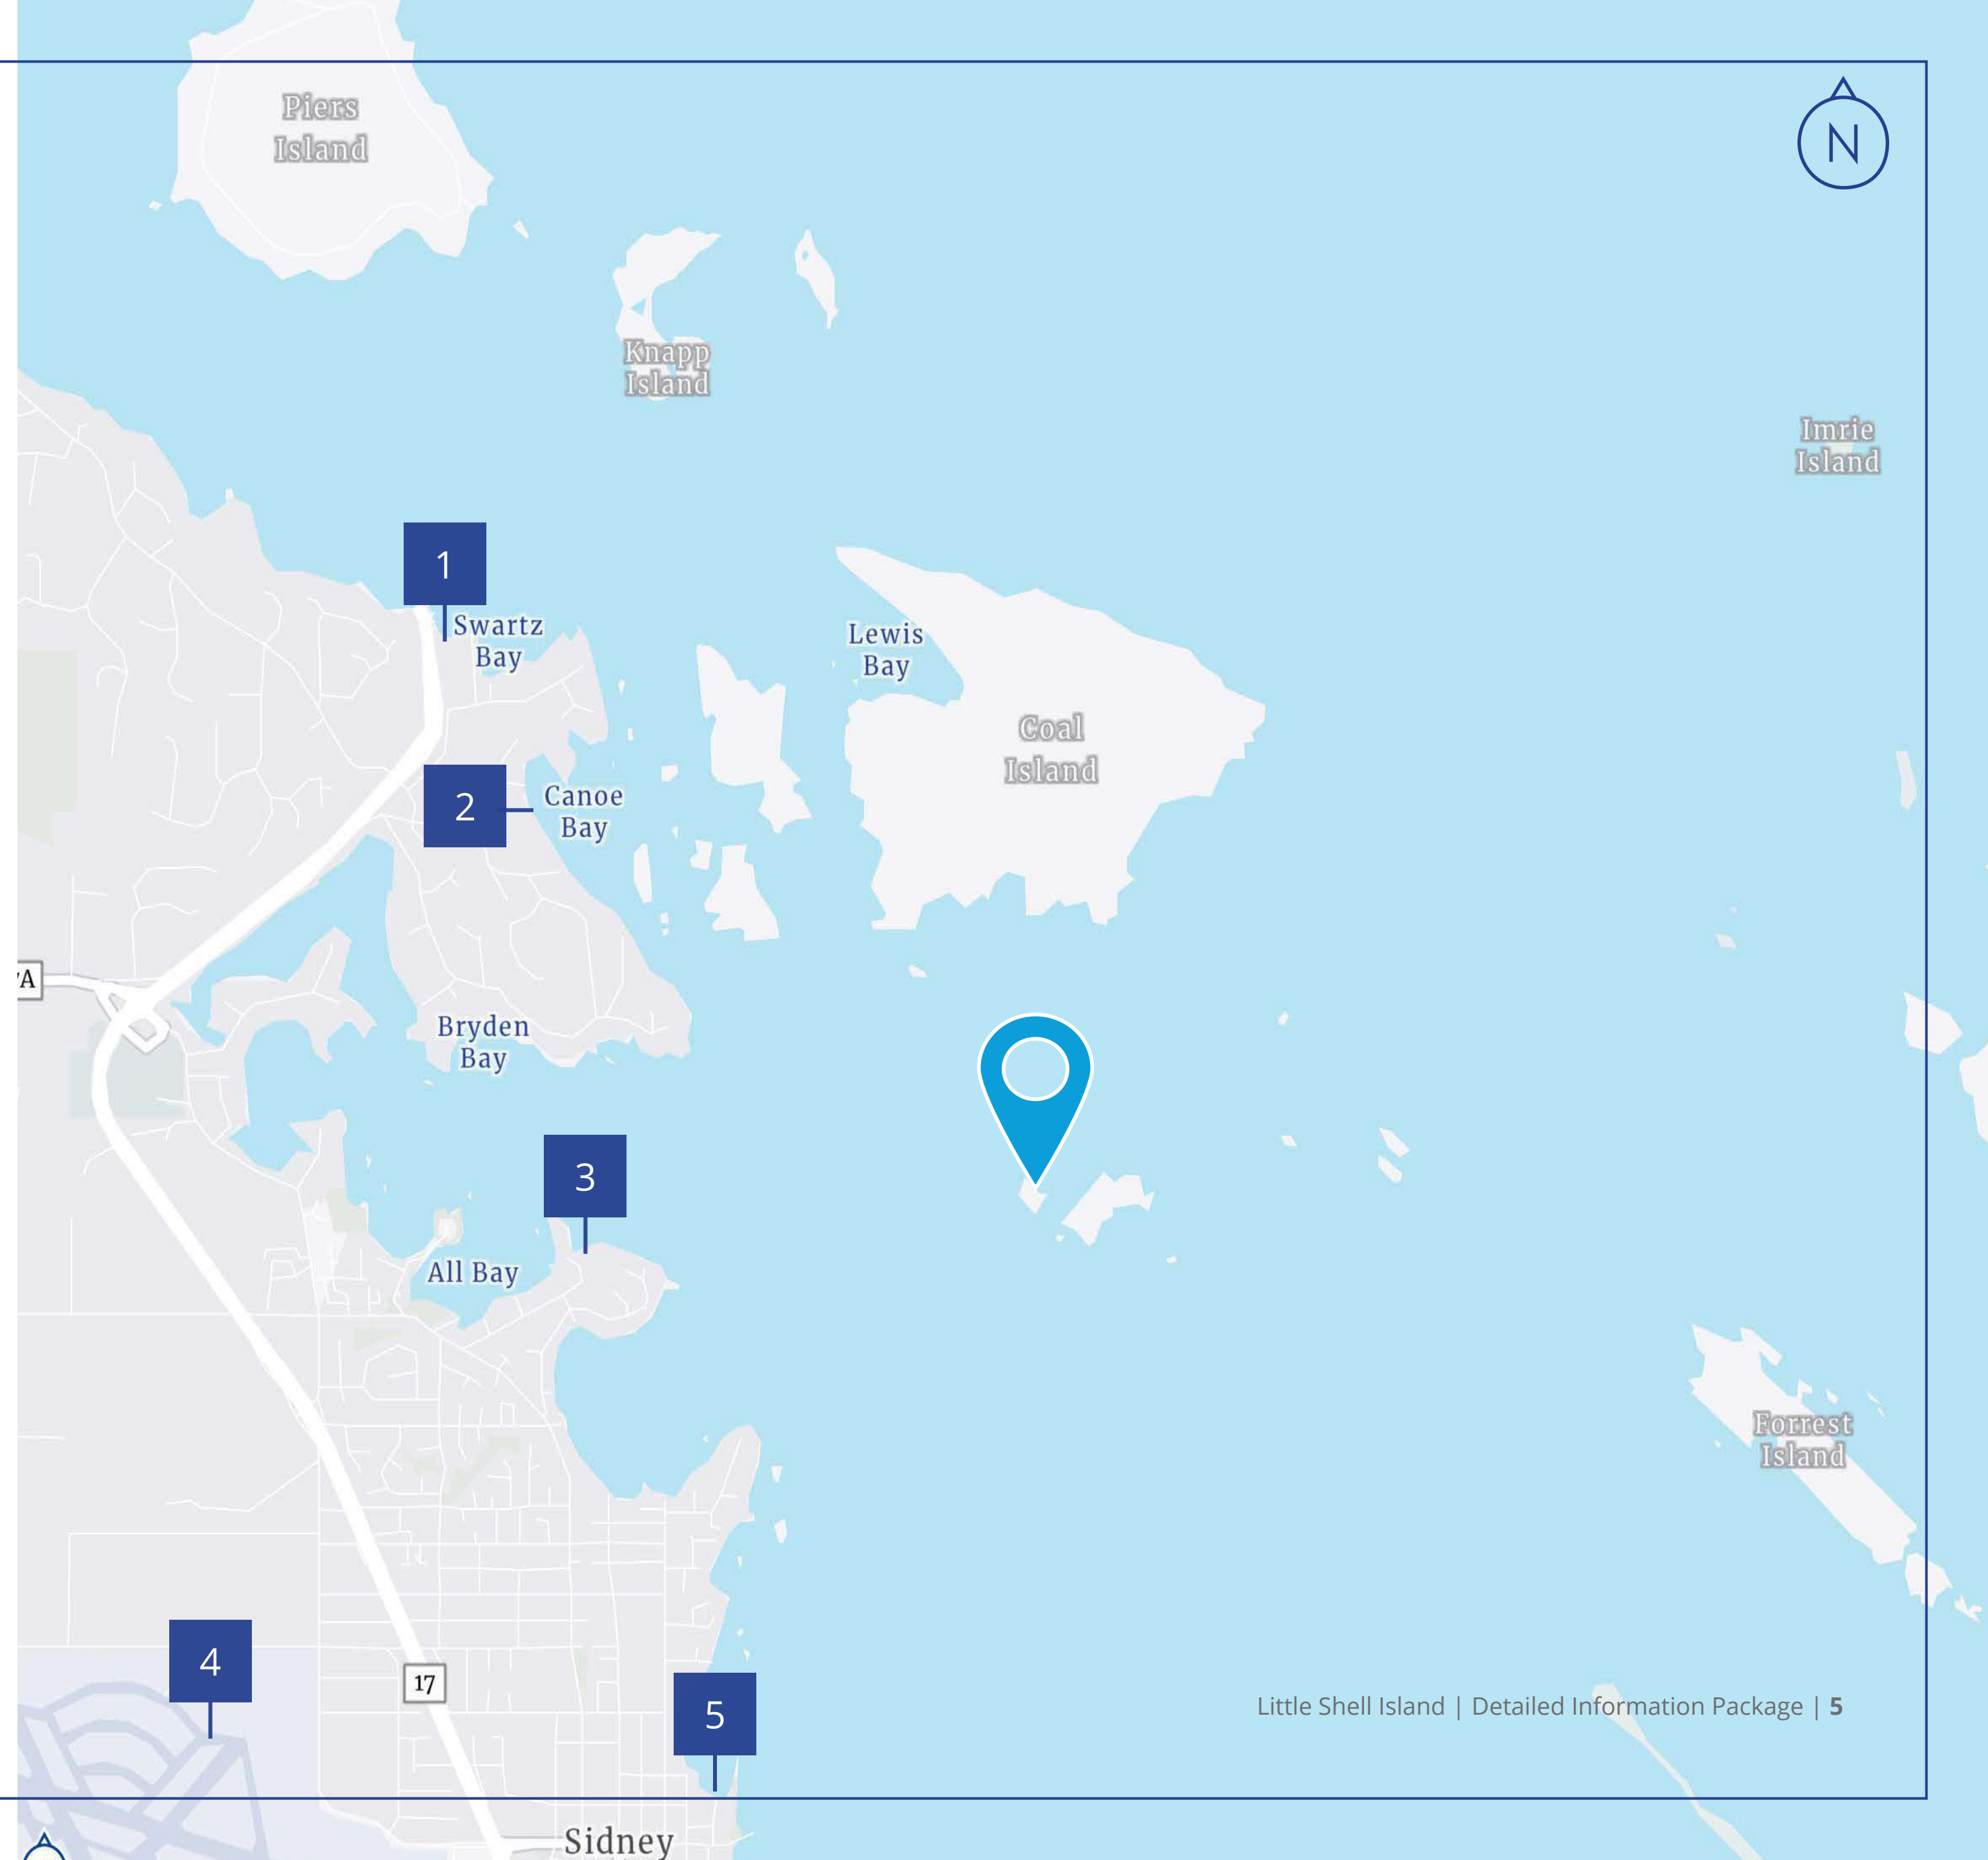 Piers
Island
N
Knapp
Island
Imrie
Island
1
Swartz
Bay
Lewis
Bay
Coal
Island
2
Canoe
Bay
A
Bryden
Bay
3
All Bay
Forrest
Island
4
17
5
Little Shell Island | Detailed Information Package | 5
Sidney